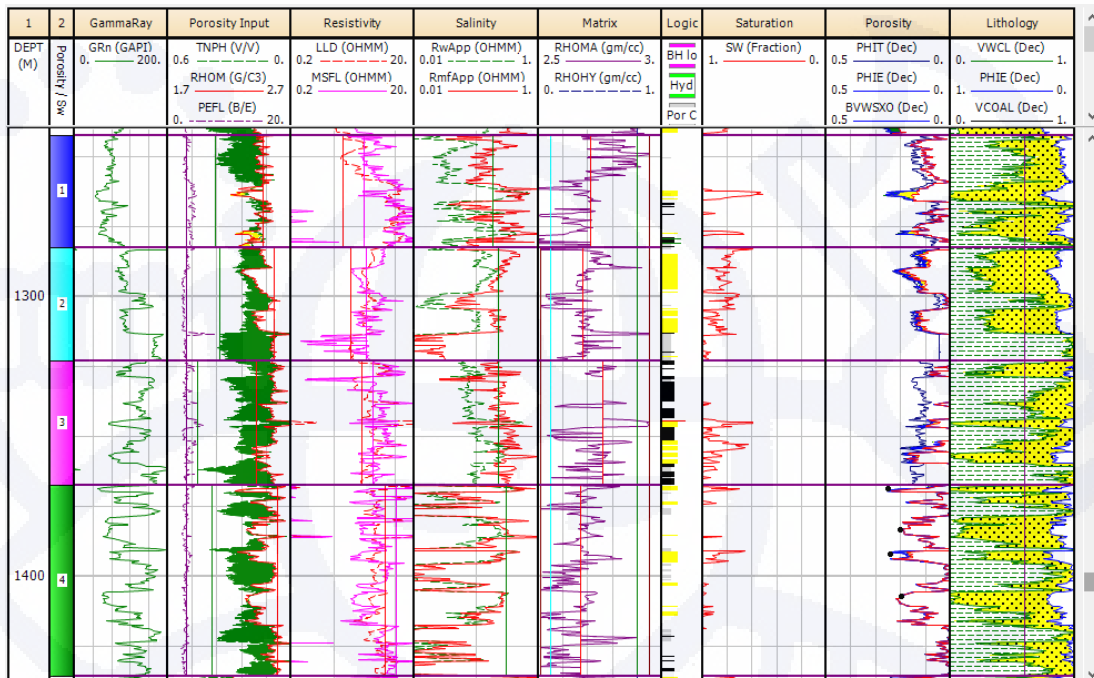 1 2 GammaRay Porosity Input Resistivity Salinity Matrix Logic Saturation Porosity Lithology
DEPT (M)
Porosity / Sw
GRn (GAPI)
0. 200.
TNPH (V/V)
0.6 0.
RHOM (G/C3)
1.7 2.7
PEFL (B/E)
0. 20.
LLD (OHMM)
0.2 20.
MSFL (OHMM)
0.2 20.
RwApp (OHMM)
0.01 1.
RmfApp (OHMM)
0.01 1.
RHOMA (gm/cc)
2.5 3.
RHOHY (gm/cc)
0. 1.
BH lo
Hyd
Por C
SW (Fraction)
1. 0.
PHIT (Dec)
0.5 0.
PHIE (Dec)
0.5 0.
BVWSXO (Dec)
0.5 0.
VWCL (Dec)
0. 1.
PHIE (Dec)
1. 0.
VCOAL (Dec)
0. 1.
1
1300
2
3
1400
4